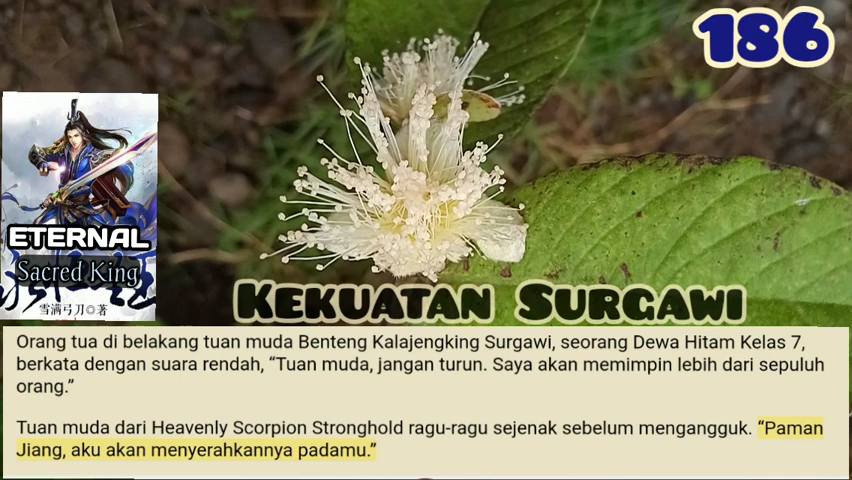 186
ETERNAL
Sacred King
雪满弓刀◎著
KEKUATAN SURGAWI
Orang tua di belakang tuan muda Benteng Kalajengking Surgawi, seorang Dewa Hitam Kelas 7,
berkata dengan suara rendah, “Tuan muda, jangan turun. Saya akan memimpin lebih dari sepuluh
orang.”
Tuan muda dari Heavenly Scorpion Stronghold ragu-ragu sejenak sebelum mengangguk. “Paman
Jiang, aku akan menyerahkannya padamu.”